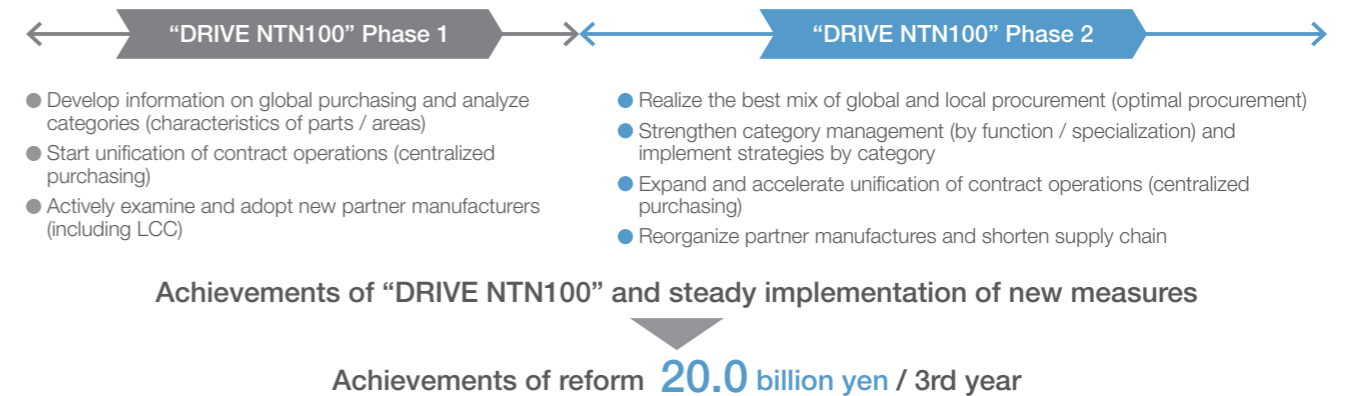 “DRIVE NTN100” Phase 1
“DRIVE NTN100” Phase 2
● Develop information on global purchasing and analyze
categories (characteristics of parts / areas)
● Start unification of contract operations (centralized
purchasing)
● Actively examine and adopt new partner manufacturers
(including LCC)
● Realize the best mix of global and local procurement (optimal procurement)
● Strengthen category management (by function / specialization) and
implement strategies by category
● Expand and accelerate unification of contract operations (centralized
purchasing)
● Reorganize partner manufactures and shorten supply chain
Achievements of “DRIVE NTN100” and steady implementation of new measures
Achievements of reform 20.0 billion yen / 3rd year